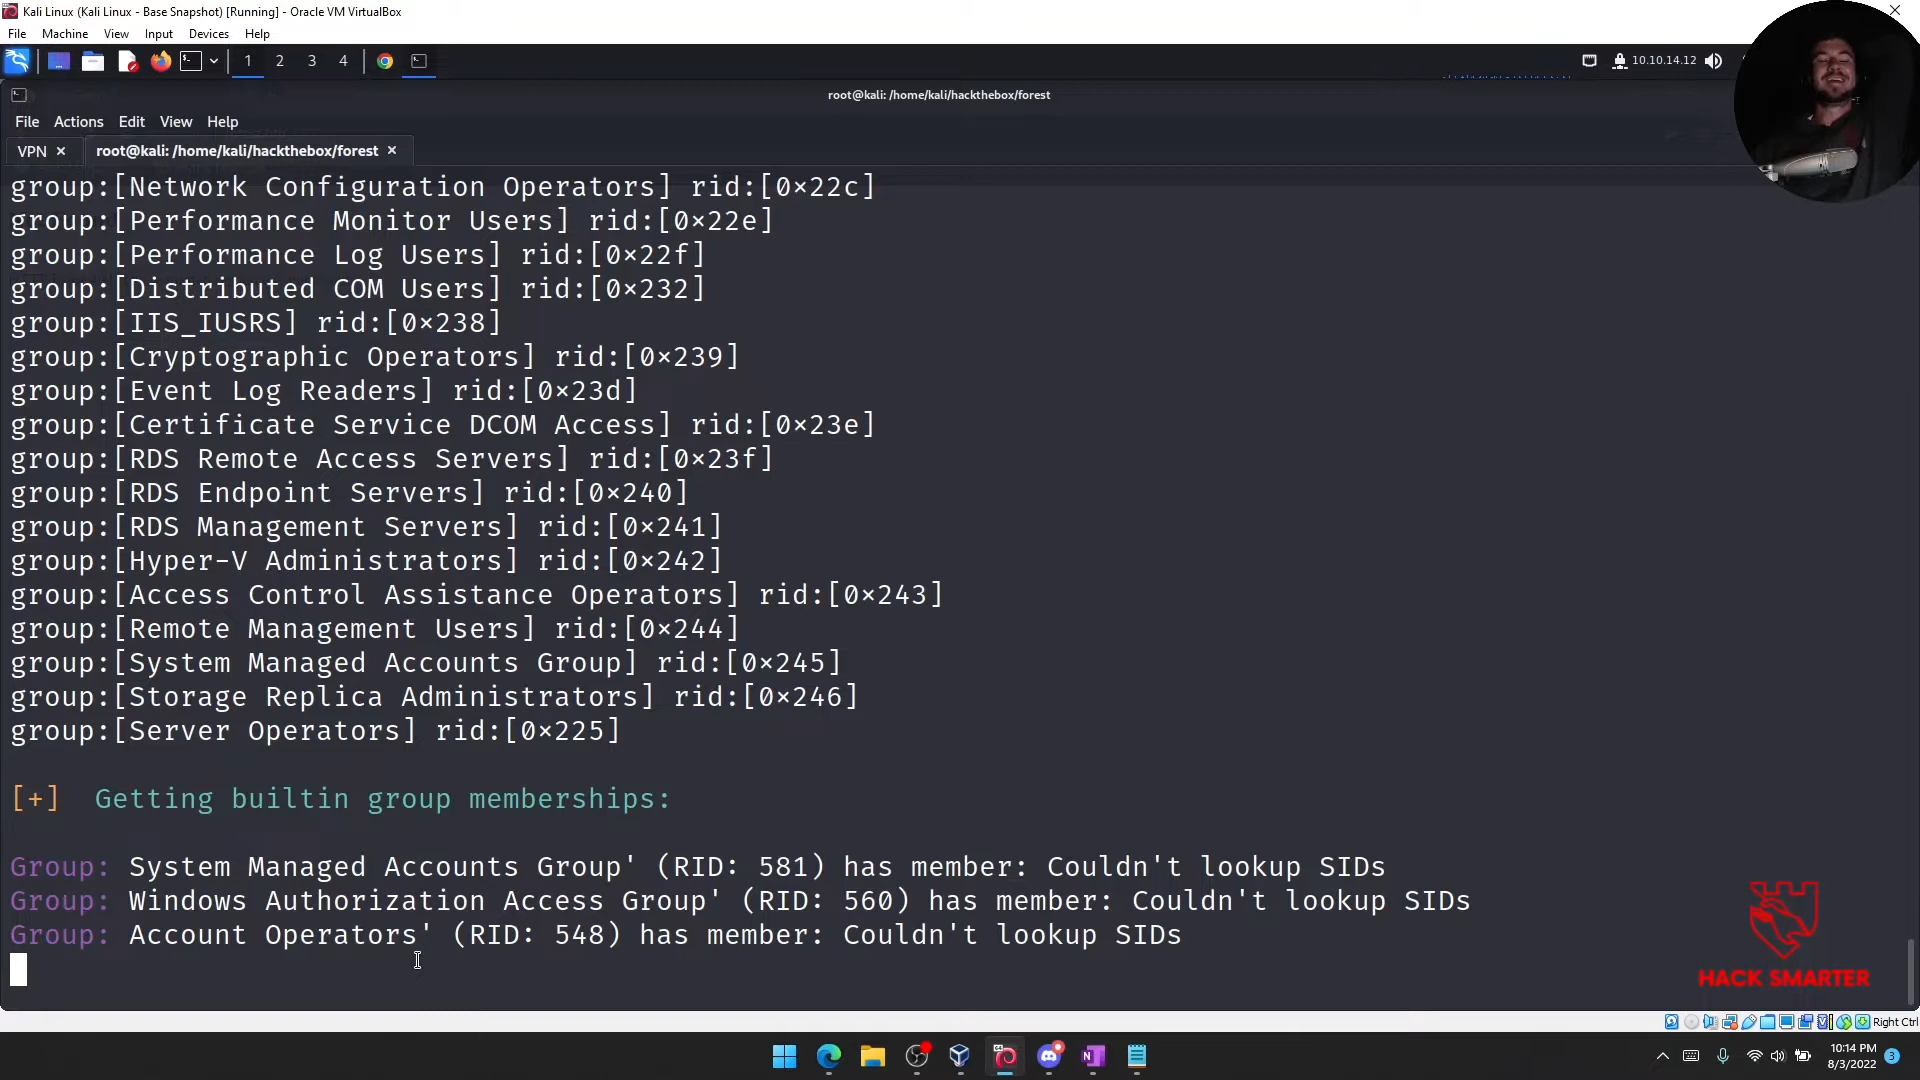 Kali Linux (Kali Linux - Base Snapshot) [Running] - Oracle VM VirtualBox
File Machine View Input Devices Help
1 2 3 4
10.10.14.12
root@kali: /home/kali/hackthebox/forest
File Actions Edit View Help
VPN × root@kali: /home/kali/hackthebox/forest ×
group:[Network Configuration Operators] rid:[0×22c]
group:[Performance Monitor Users] rid:[0×22e]
group:[Performance Log Users] rid:[0×22f]
group:[Distributed COM Users] rid:[0×232]
group:[IIS_IUSRS] rid:[0×238]
group:[Cryptographic Operators] rid:[0×239]
group:[Event Log Readers] rid:[0×23d]
group:[Certificate Service DCOM Access] rid:[0×23e]
group:[RDS Remote Access Servers] rid:[0×23f]
group:[RDS Endpoint Servers] rid:[0×240]
group:[RDS Management Servers] rid:[0×241]
group:[Hyper-V Administrators] rid:[0×242]
group:[Access Control Assistance Operators] rid:[0×243]
group:[Remote Management Users] rid:[0×244]
group:[System Managed Accounts Group] rid:[0×245]
group:[Storage Replica Administrators] rid:[0×246]
group:[Server Operators] rid:[0×225]
[+] Getting builtin group memberships:
Group: System Managed Accounts Group' (RID: 581) has member: Couldn't lookup SIDs
Group: Windows Authorization Access Group' (RID: 560) has member: Couldn't lookup SIDs
Group: Account Operators' (RID: 548) has member: Couldn't lookup SIDs
HACK SMARTER
Right Ctrl
10:14 PM
8/3/2022
3